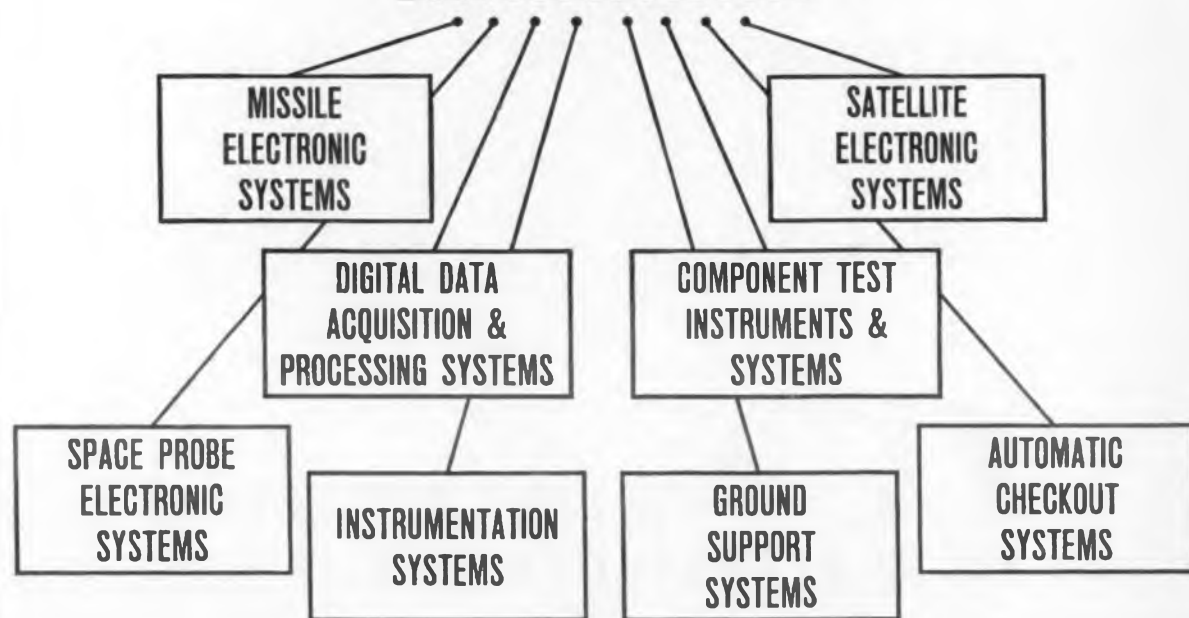 MISSILE
ELECTRONIC
SYSTEMS
SATELLITE
ELECTRONIC
SYSTEMS
DIGITAL DATA
ACQUISITION &
PROCESSING SYSTEMS
COMPONENT TEST
INSTRUMENTS &
SYSTEMS
SPACE PROBE
ELECTRONIC
SYSTEMS
INSTRUMENTATION
SYSTEMS
GROUND
SUPPORT
SYSTEMS
AUTOMATIC
CHECKOUT
SYSTEMS